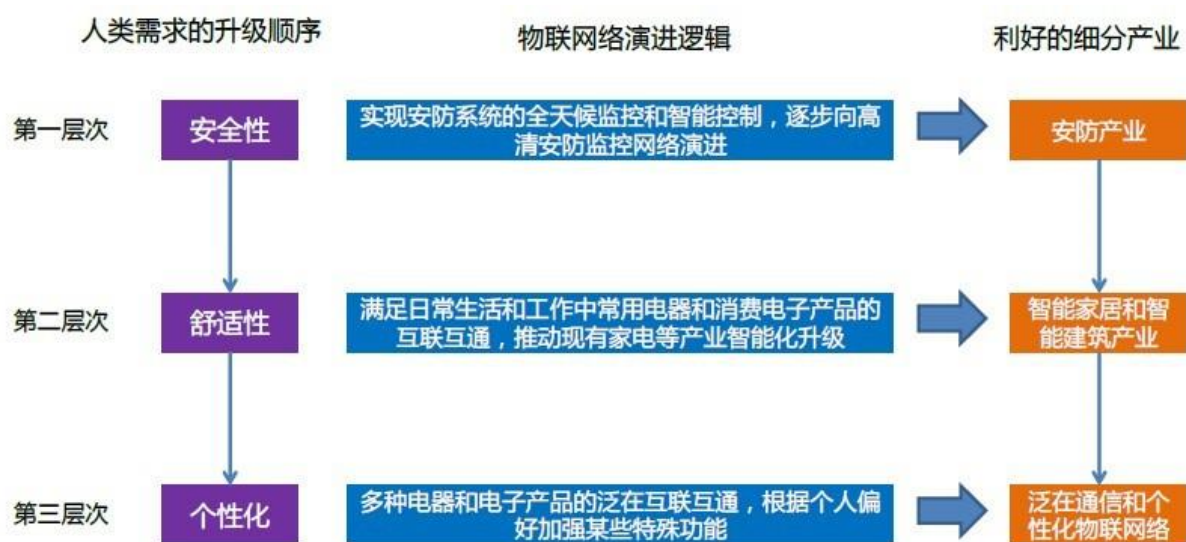 人类需求的升级顺序
物联网络演进逻辑
利好的细分产业
第一层次
安全性
实现安防系统的全天候监控和智能控制，逐步向高
清安防监控网络演进
安防产业
第二层次
舒适性
满足日常生活和工作中常用电器和消费电子产品的
互联互通，推动现有家电等产业智能化升级
智能家居和智
能建筑产业
第三层次
个性化
多种电器和电子产品的泛在互联互通，根据个人偏
好加强某些特殊功能
泛在通信和个
性化物联网络